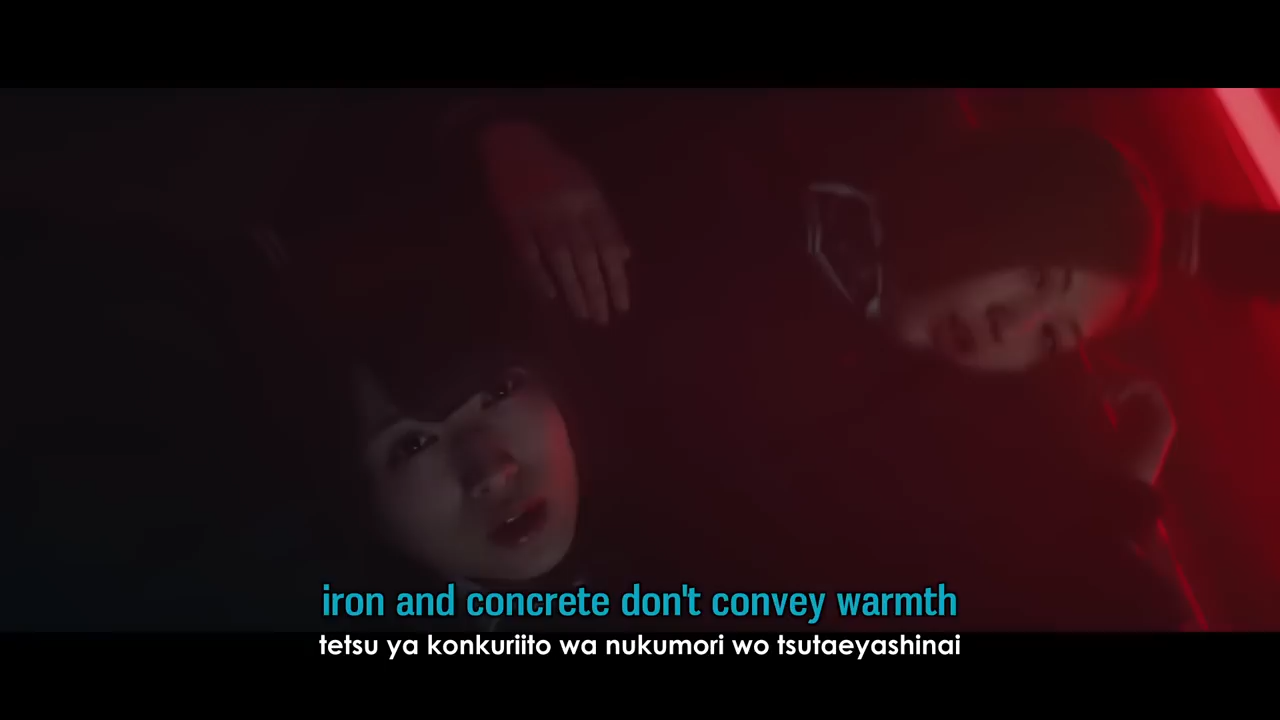 iron and concrete don't convey warmth
tetsu ya konkuriito wa nukumori wo tsutaeyashinai